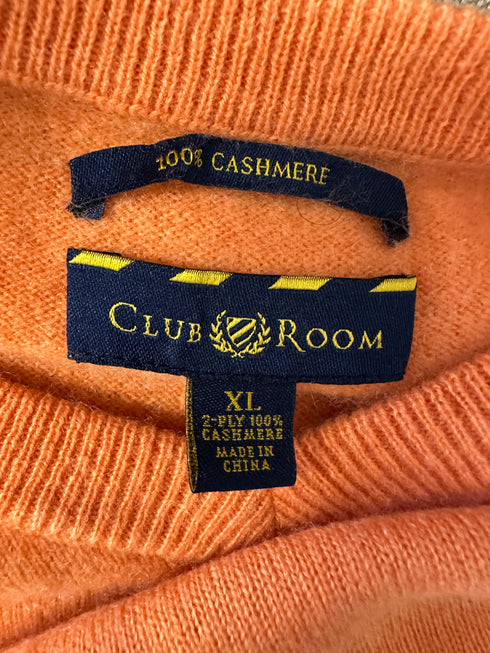 100% CASHMERE
CLUB ROOM
XL
2-PLY 100%
CASHMERE
MADE IN
CHINA